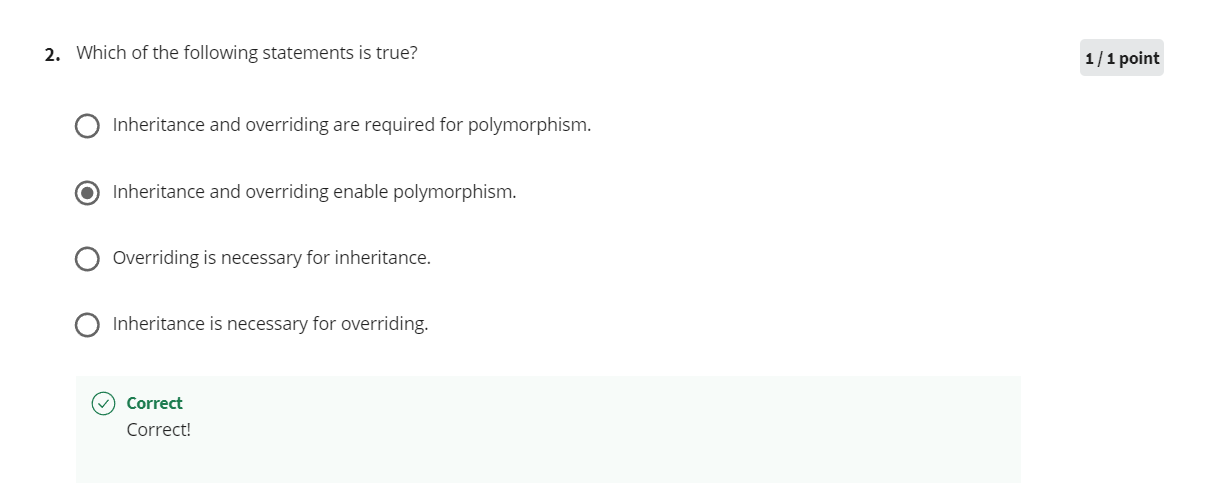 2. Which of the following statements is true?
1 / 1 point
Inheritance and overriding are required for polymorphism.
Inheritance and overriding enable polymorphism.
Overriding is necessary for inheritance.
Inheritance is necessary for overriding.
Correct
Correct!